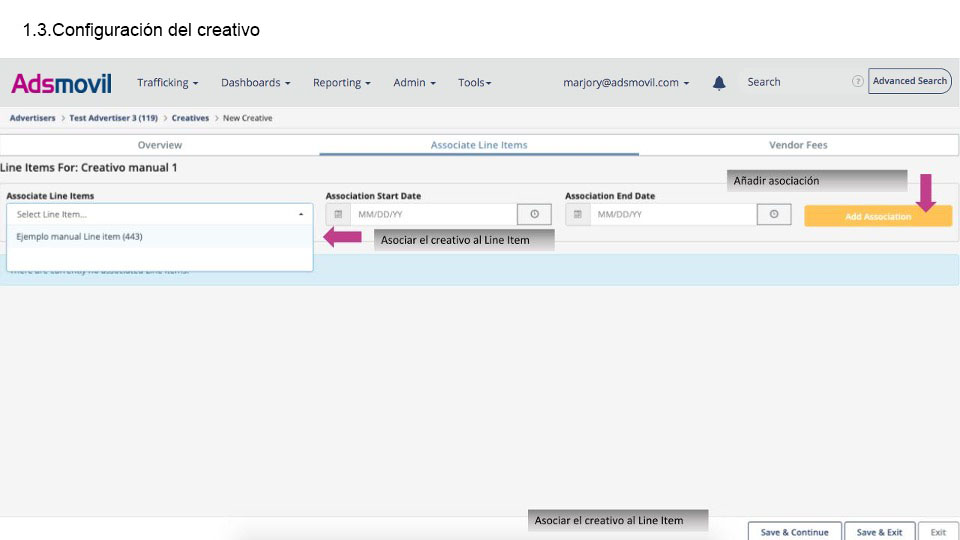 1.3.Configuración del creativo
Adsmovil Trafficking Dashboards Reporting Admin Tools marjory@adsmovil.com Search ? Advanced Search
Advertisers > Test Advertiser 3 (119) > Creatives > New Creative
Overview Associate Line Items Vendor Fees
Line Items For: Creativo manual 1
Añadir asociación
Associate Line Items Association Start Date Association End Date
Select Line Item... MM/DD/YY MM/DD/YY Add Association
Ejemplo manual Line item (443) Asociar el creativo al Line Item
There are currently no associated Line Items.
Asociar el creativo al Line Item
Save & Continue Save & Exit Exit